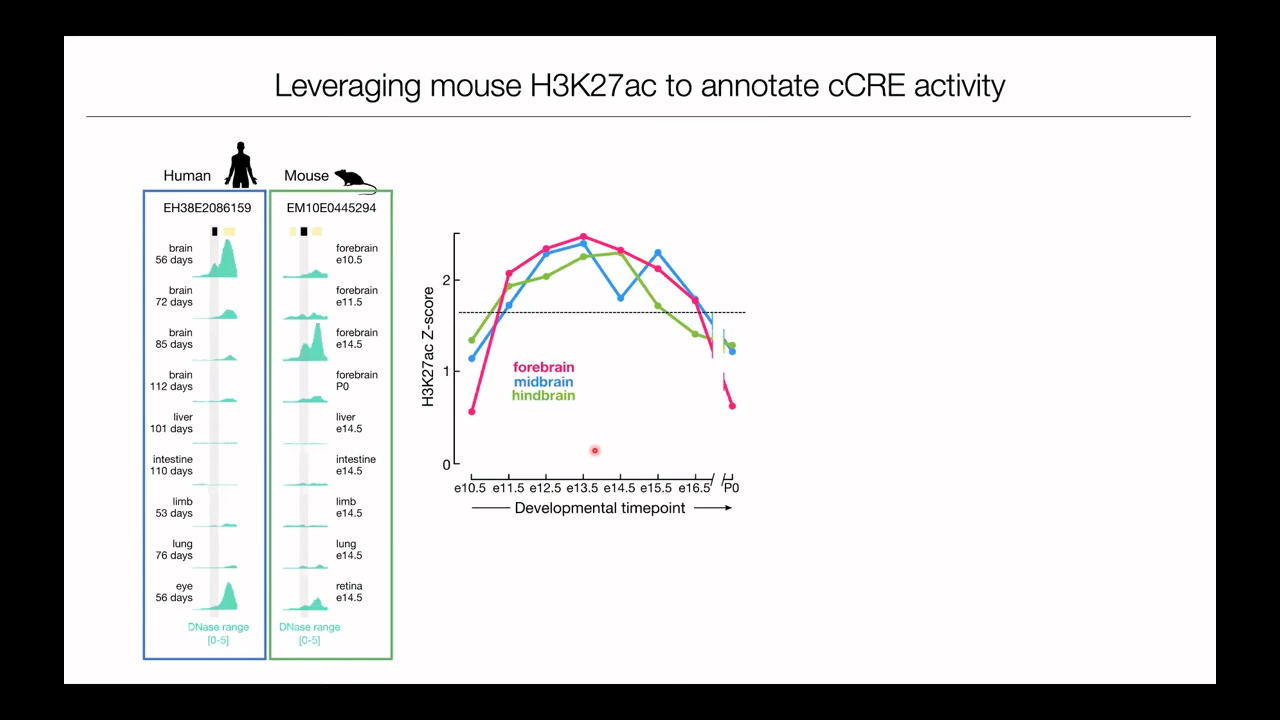 Leveraging mouse H3K27ac to annotate cCRE activity
Human
Mouse
EH38E2086159
EM10E0445294
brain
56 days
forebrain
e10.5
brain
72 days
forebrain
e11.5
brain
85 days
forebrain
e14.5
brain
112 days
forebrain
P0
liver
101 days
liver
e14.5
intestine
110 days
intestine
e14.5
limb
53 days
limb
e14.5
lung
76 days
lung
e14.5
eye
56 days
retina
e14.5
DNase range
[0-5]
DNase range
[0-5]
H3K27ac Z-score
2
1
0
forebrain
midbrain
hindbrain
e10.5 e11.5 e12.5 e13.5 e14.5 e15.5 e16.5 P0
Developmental timepoint